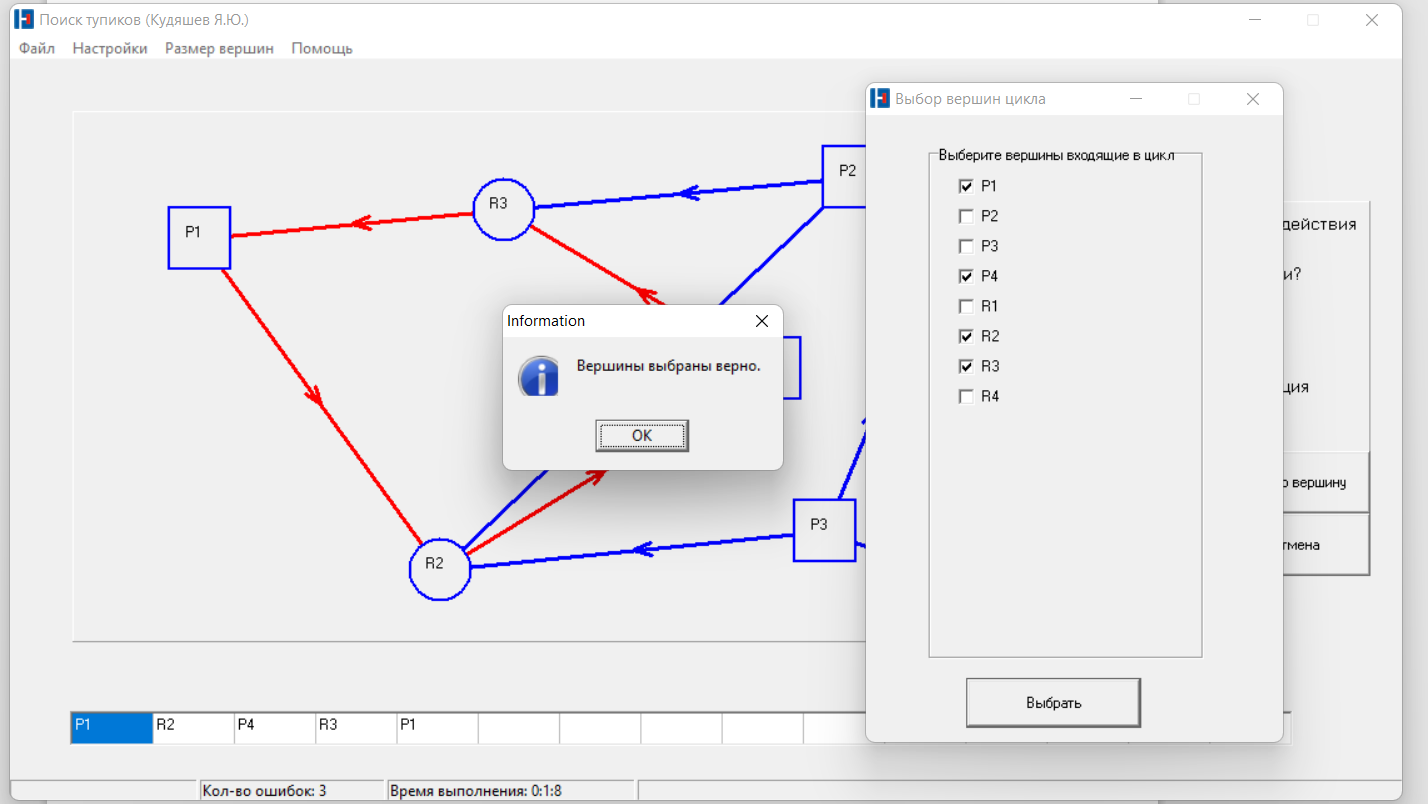 Поиск тупиков (Кудяшев Я.Ю.)
Файл Настройки Размер вершин Помощь
Выбор вершин цикла
Выберите вершины входящие в цикл
P1
P2
P3
P4
R1
R2
R3
R4
Выбрать
P1
R3
P2
R2
P3
Information
Вершины выбраны верно.
OK
действия
и?
ция
вершину
тмена
P1 R2 P4 R3 P1
Кол-во ошибок: 3 Время выполнения: 0:1:8